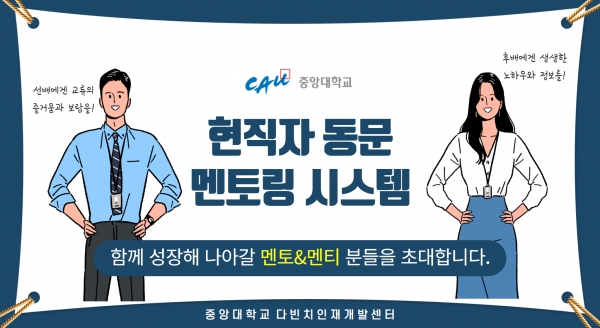 CAU 중앙대학교
선배에겐 교육의
즐거움과 보람을!
후배에겐 생생한
노하우와 정보를!
현직자 동문
멘토링 시스템
함께 성장해 나아갈 멘토&멘티 분들을 초대합니다.
중앙대학교 다빈치인재개발센터